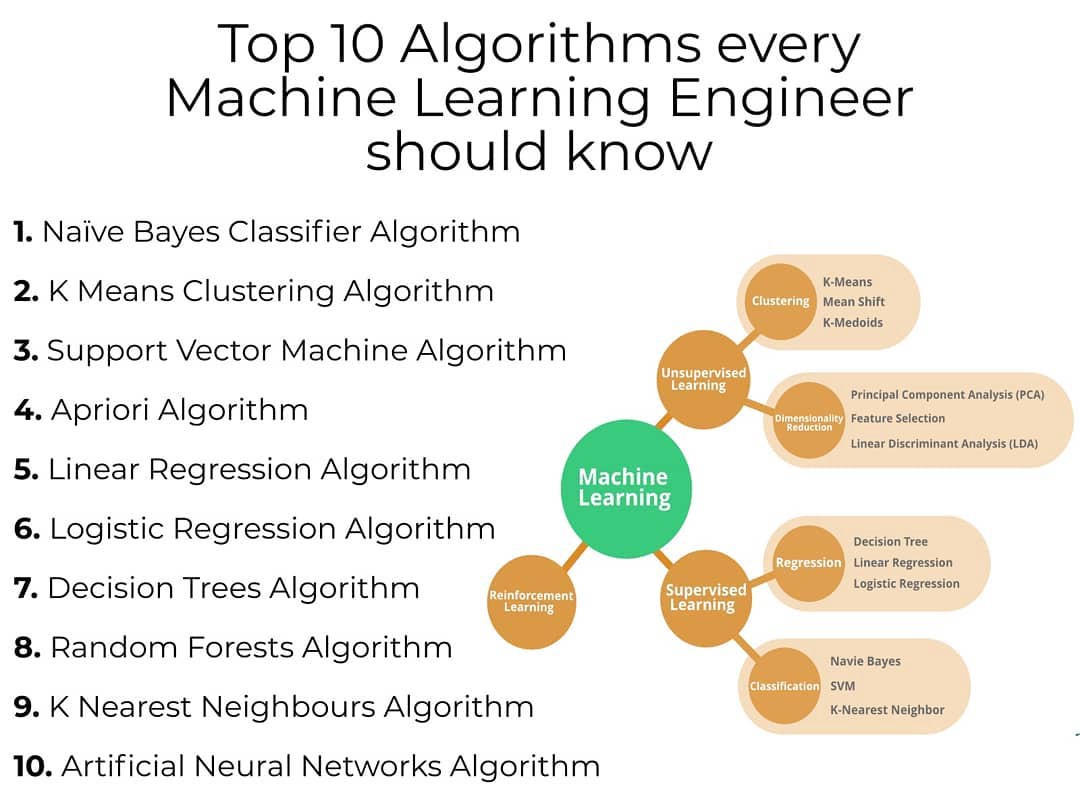 Top 10 Algorithms every
Machine Learning Engineer
should know
1. Naïve Bayes Classifier Algorithm
2. K Means Clustering Algorithm
3. Support Vector Machine Algorithm
4. Apriori Algorithm
5. Linear Regression Algorithm
6. Logistic Regression Algorithm
7. Decision Trees Algorithm
8. Random Forests Algorithm
9. K Nearest Neighbours Algorithm
10. Artificial Neural Networks Algorithm
Machine
Learning
Unsupervised
Learning
Clustering
K-Means
Mean Shift
K-Medoids
Dimensionality
Reduction
Principal Component Analysis (PCA)
Feature Selection
Linear Discriminant Analysis (LDA)
Supervised
Learning
Regression
Decision Tree
Linear Regression
Logistic Regression
Classification
Navie Bayes
SVM
K-Nearest Neighbor
Reinforcement
Learning